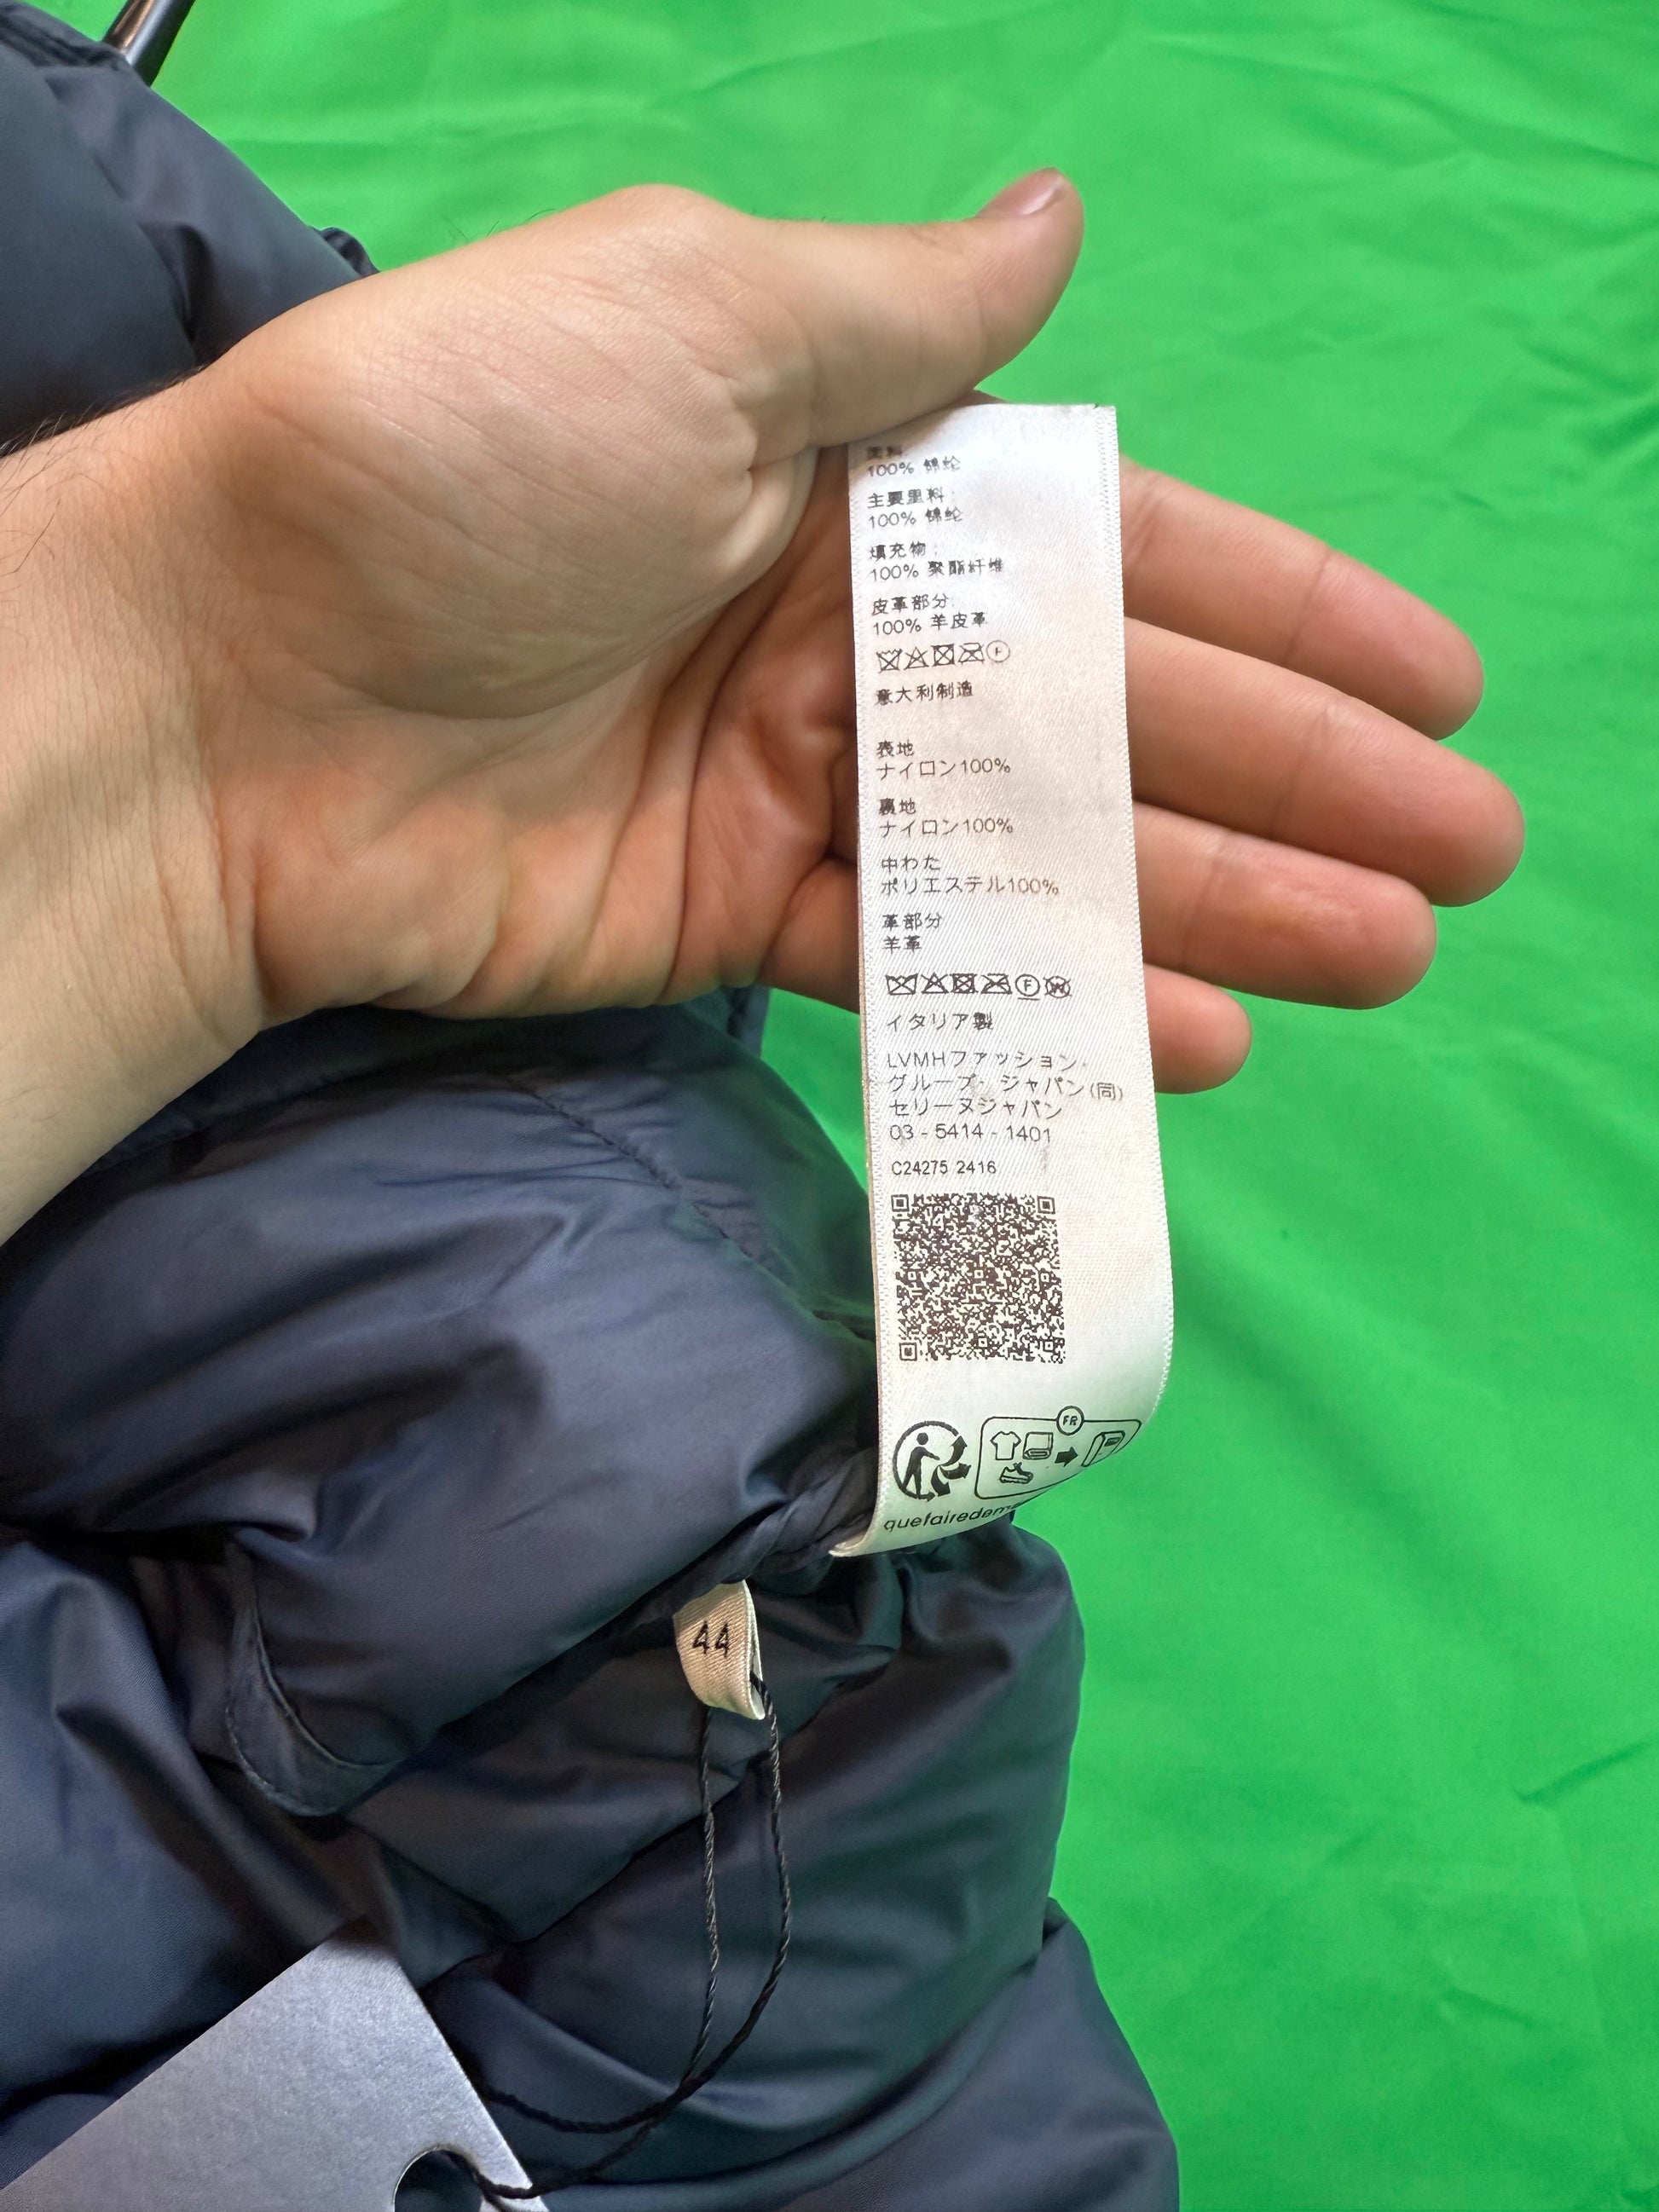 面料:
100% 锦纶
主要里料:
100% 锦纶
填充物:
100% 聚酯纤维
皮革部分:
100% 羊皮革
F
意大利制造
表地
ナイロン100%
裏地
ナイロン100%
中わた
ポリエステル100%
革部分
羊革
F W
イタリア製
LVMHファッション・
グループ・ジャパン(同)
セリーヌジャパン
03 - 5414 - 1401
C24275 2416
FR
quefairedem
44